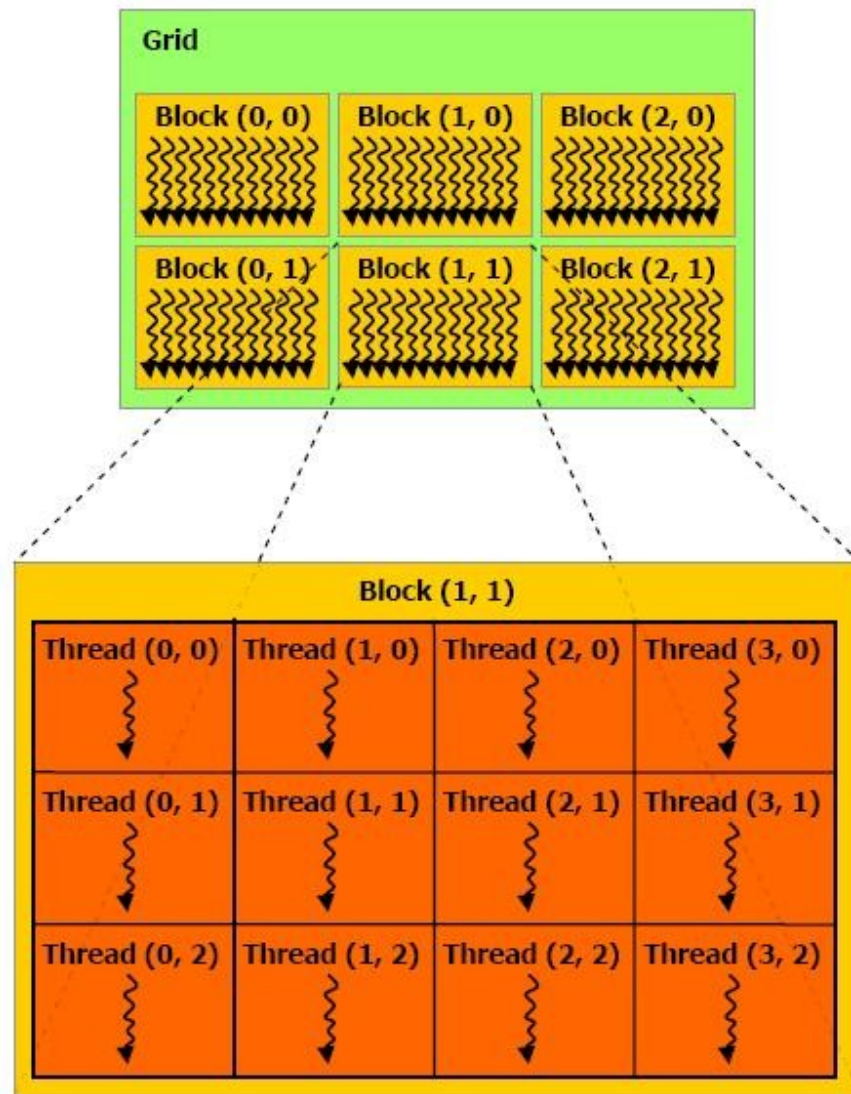 Grid
Block (0, 0) Block (1, 0) Block (2, 0)
Block (0, 1) Block (1, 1) Block (2, 1)
Block (1, 1)
Thread (0, 0) Thread (1, 0) Thread (2, 0) Thread (3, 0)
Thread (0, 1) Thread (1, 1) Thread (2, 1) Thread (3, 1)
Thread (0, 2) Thread (1, 2) Thread (2, 2) Thread (3, 2)